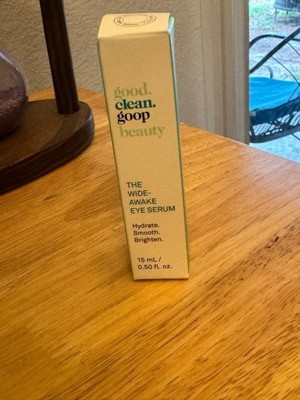 good.
clean.
goop
beauty
THE
WIDE-
AWAKE
EYE SERUM
Hydrate.
Smooth.
Brighten.
15 mL /
0.50 fl. oz.